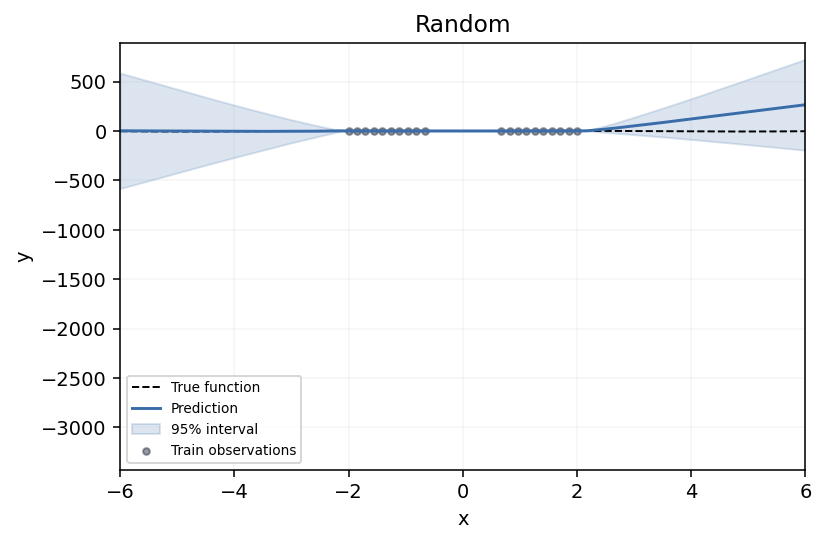 Random
500
0
−500
−1000
−1500
−2000
−2500
−3000
y
True function
Prediction
95% interval
Train observations
−6 −4 −2 0 2 4 6
x